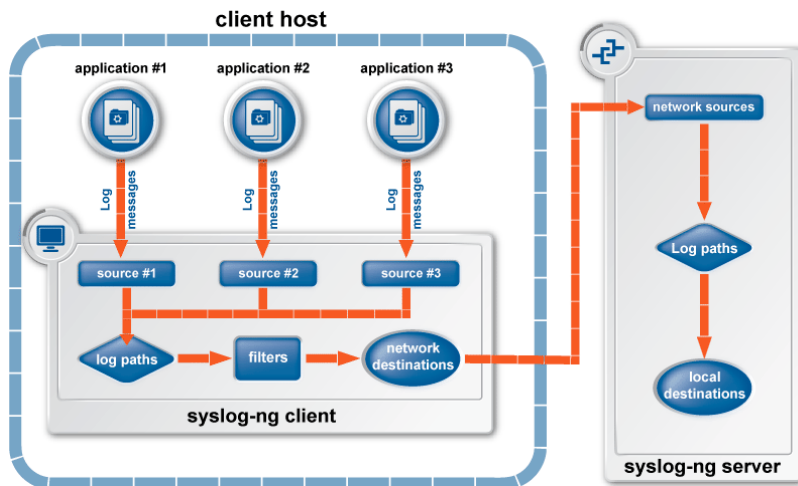 client host
application #1
application #2
application #3
Log
messages
Log
messages
Log
messages
source #1
source #2
source #3
log paths
filters
network
destinations
syslog-ng client
network sources
Log paths
local
destinations
syslog-ng server